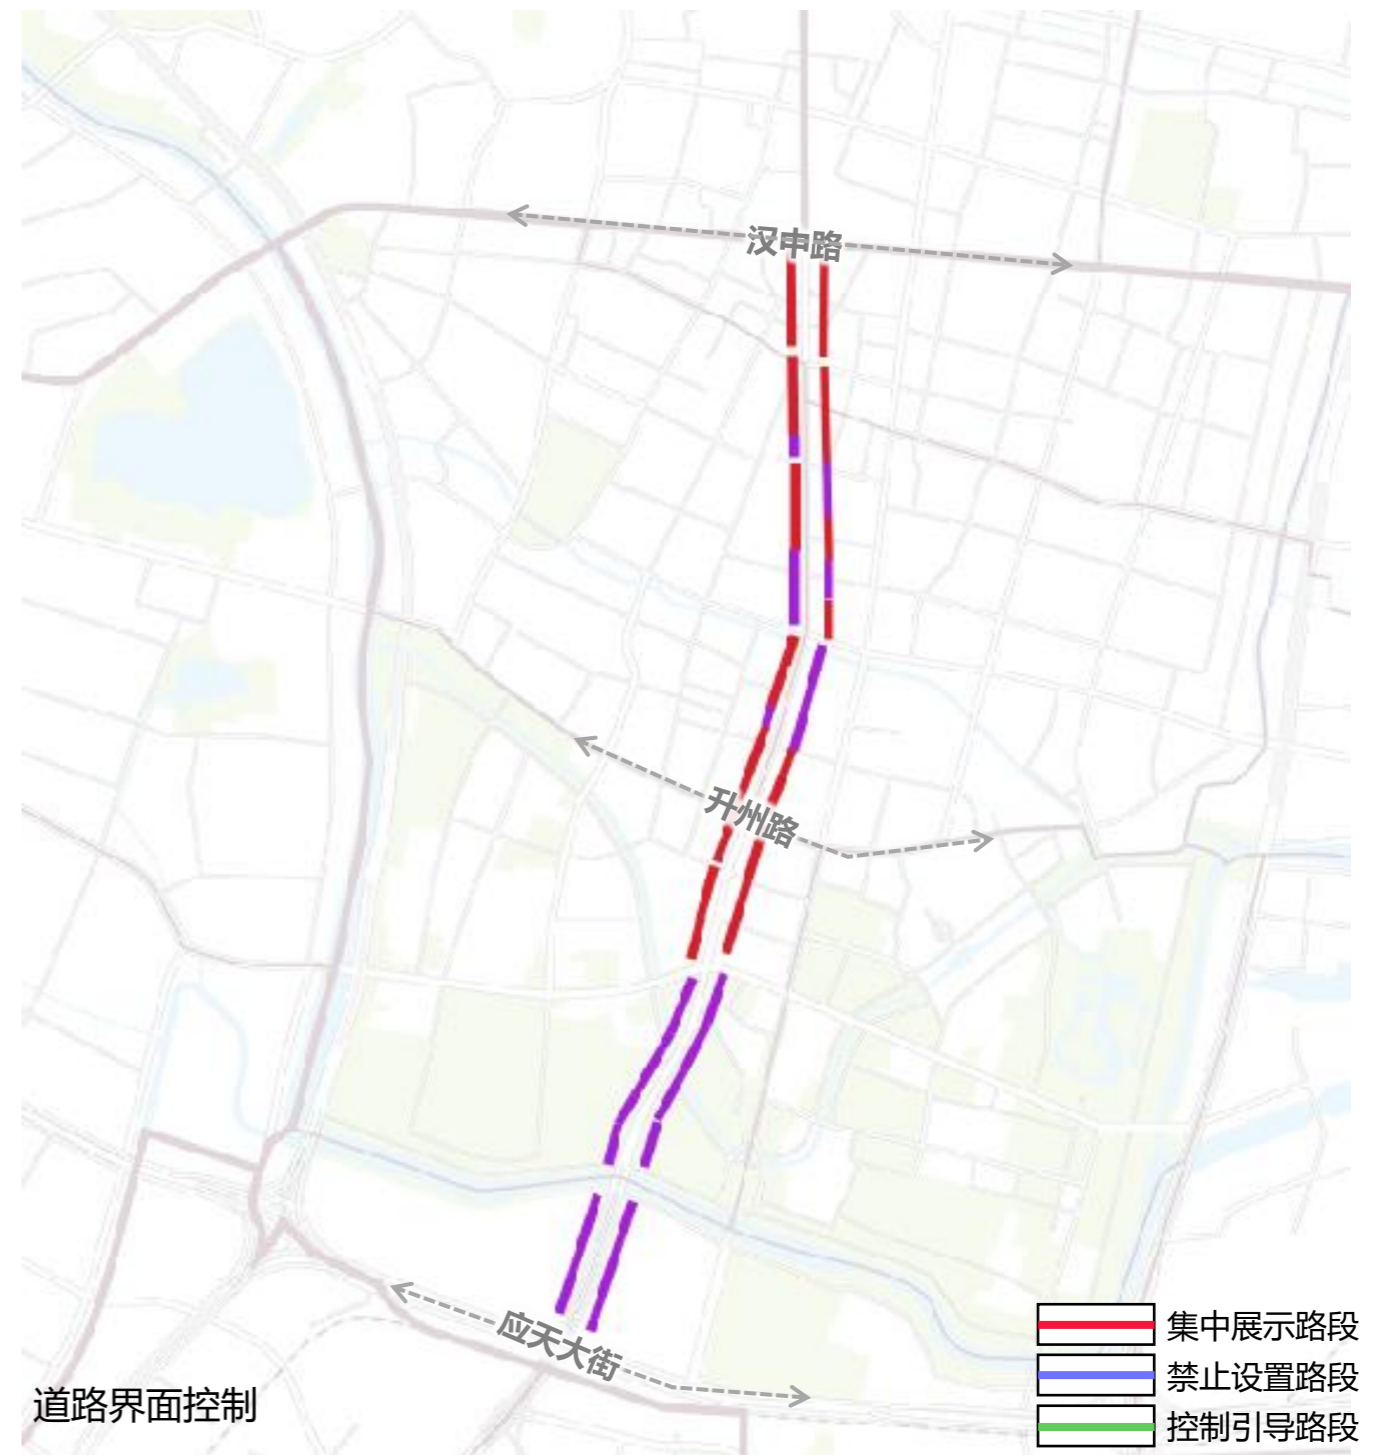 汉中路
升州路
应天大街
道路界面控制
集中展示路段
禁止设置路段
控制引导路段